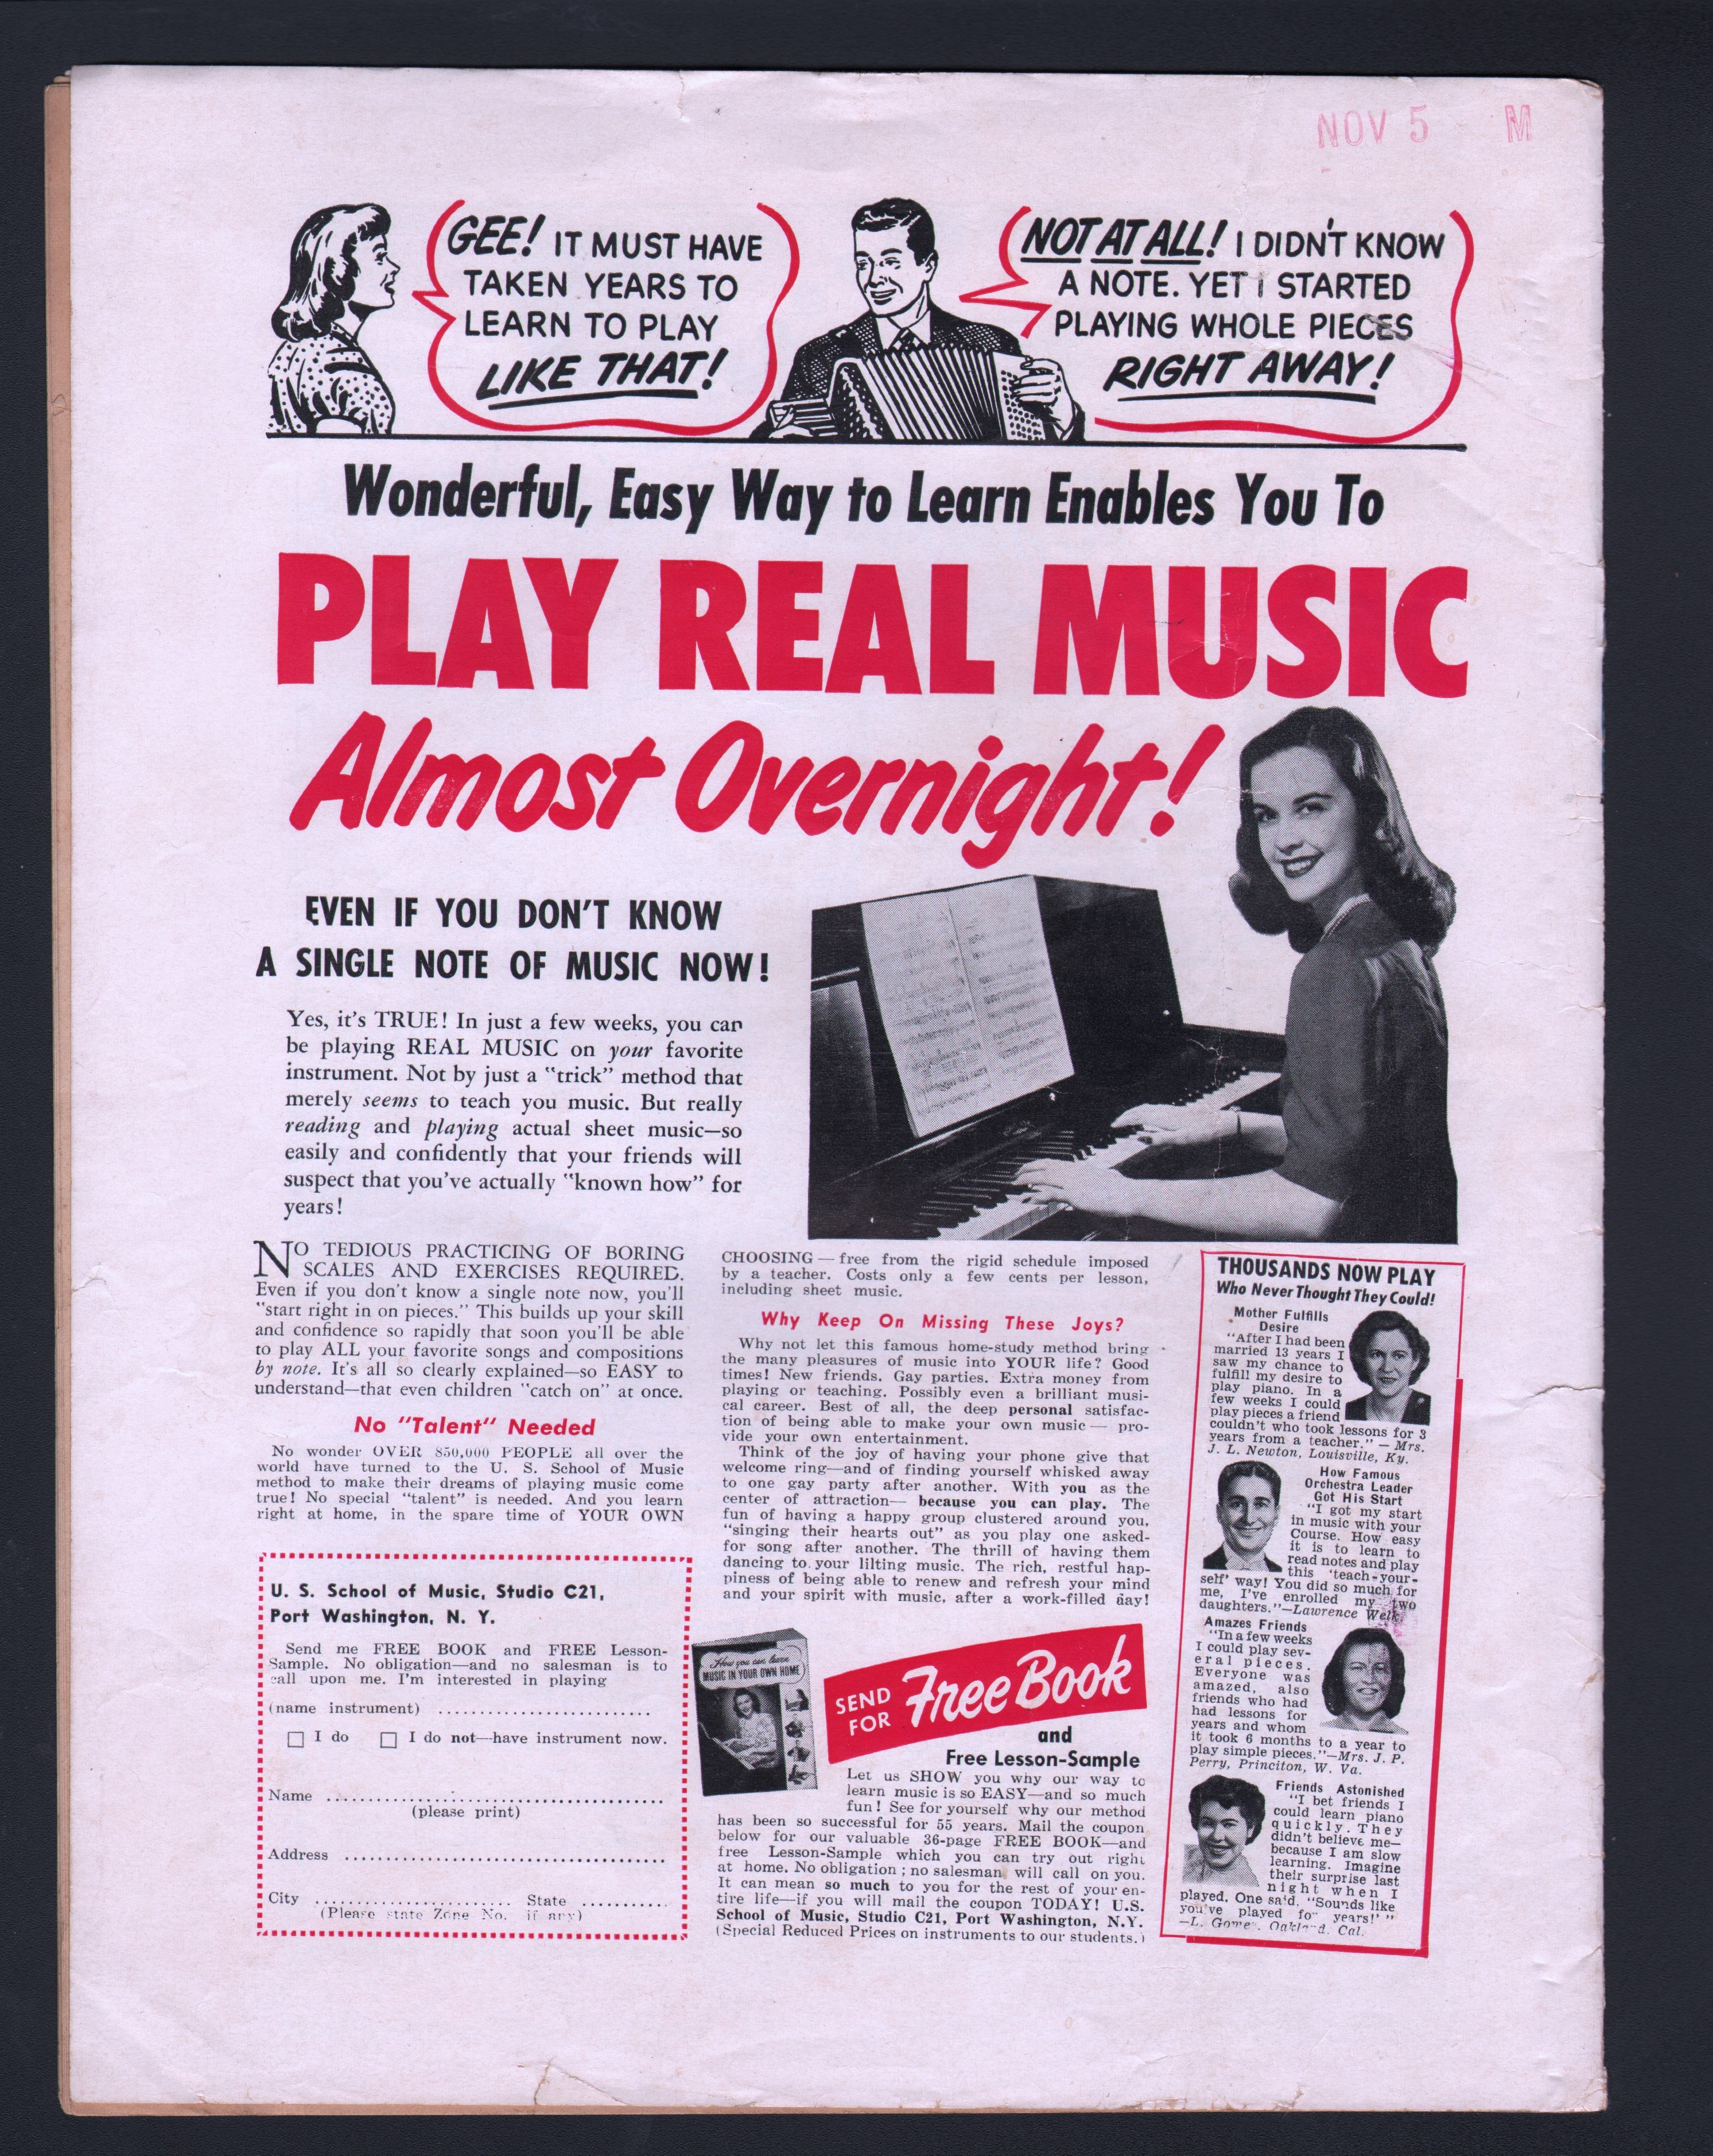 NOV 5 M
GEE! IT MUST HAVE
TAKEN YEARS TO
LEARN TO PLAY
LIKE THAT!
NOT AT ALL! I DIDN'T KNOW
A NOTE. YET I STARTED
PLAYING WHOLE PIECES
RIGHT AWAY!
Wonderful, Easy Way to Learn Enables You To
PLAY REAL MUSIC
Almost Overnight!
EVEN IF YOU DON'T KNOW
A SINGLE NOTE OF MUSIC NOW!
Yes, it's TRUE! In just a few weeks, you can
be playing REAL MUSIC on your favorite
instrument. Not by just a "trick" method that
merely seems to teach you music. But really
reading and playing actual sheet music—so
easily and confidently that your friends will
suspect that you've actually "known how" for
years!
NO TEDIOUS PRACTICING OF BORING
SCALES AND EXERCISES REQUIRED.
Even if you don't know a single note now, you'll
"start right in on pieces." This builds up your skill
and confidence so rapidly that soon you'll be able
to play ALL your favorite songs and compositions
by note. It's all so clearly explained—so EASY to
understand—that even children "catch on" at once.
No "Talent" Needed
No wonder OVER 850,000 PEOPLE all over the
world have turned to the U. S. School of Music
method to make their dreams of playing music come
true! No special "talent" is needed. And you learn
right at home, in the spare time of YOUR OWN
U. S. School of Music, Studio C21,
Port Washington, N. Y.
Send me FREE BOOK and FREE Lesson-
Sample. No obligation—and no salesman is to
call upon me. I'm interested in playing
(name instrument) ..............................
☐ I do ☐ I do not—have instrument now.
Name ..............................
(please print)
Address ..............................
City .................... State ..........
(Please state Zone No. if any)
CHOOSING — free from the rigid schedule imposed
by a teacher. Costs only a few cents per lesson,
including sheet music.
Why Keep On Missing These Joys?
Why not let this famous home-study method bring
the many pleasures of music into YOUR life? Good
times! New friends. Gay parties. Extra money from
playing or teaching. Possibly even a brilliant musi-
cal career. Best of all, the deep personal satisfac-
tion of being able to make your own music — pro-
vide your own entertainment.
Think of the joy of having your phone give that
welcome ring—and of finding yourself whisked away
to one gay party after another. With you as the
center of attraction— because you can play. The
fun of having a happy group clustered around you,
"singing their hearts out" as you play one asked-
for song after another. The thrill of having them
dancing to your lilting music. The rich, restful hap-
piness of being able to renew and refresh your mind
and your spirit with music, after a work-filled day!
How you can learn
MUSIC IN YOUR OWN HOME
SEND
FOR
Free Book
and
Free Lesson-Sample
Let us SHOW you why our way to
learn music is so EASY—and so much
fun! See for yourself why our method
has been so successful for 55 years. Mail the coupon
below for our valuable 36-page FREE BOOK—and
free Lesson-Sample which you can try out right
at home. No obligation; no salesman will call on you.
It can mean so much to you for the rest of your en-
tire life—if you will mail the coupon TODAY! U.S.
School of Music, Studio C21, Port Washington, N.Y.
(Special Reduced Prices on instruments to our students.)
THOUSANDS NOW PLAY
Who Never Thought They Could!
Mother Fulfills
Desire
"After I had been
married 13 years I
saw my chance to
fulfill my desire to
play piano. In a
few weeks I could
play pieces a friend
couldn't who took lessons for 3
years from a teacher." — Mrs.
J. L. Newton, Louisville, Ky.
How Famous
Orchestra Leader
Got His Start
"I got my start
in music with your
Course. How easy
it is to learn to
read notes and play
this 'teach-your-
self' way! You did so much for
me, I've enrolled my two
daughters."—Lawrence Welk.
Amazes Friends
"In a few weeks
I could play sev-
eral pieces.
Everyone was
amazed, also
friends who had
had lessons for
years and whom
it took 6 months to a year to
play simple pieces."—Mrs. J. P.
Perry, Princiton, W. Va.
Friends Astonished
"I bet friends I
could learn piano
quickly. They
didn't believe me—
because I am slow
learning. Imagine
their surprise last
night when I
played. One said, "Sounds like
you've played for years!' "
—L. Gomez, Oakland, Cal.